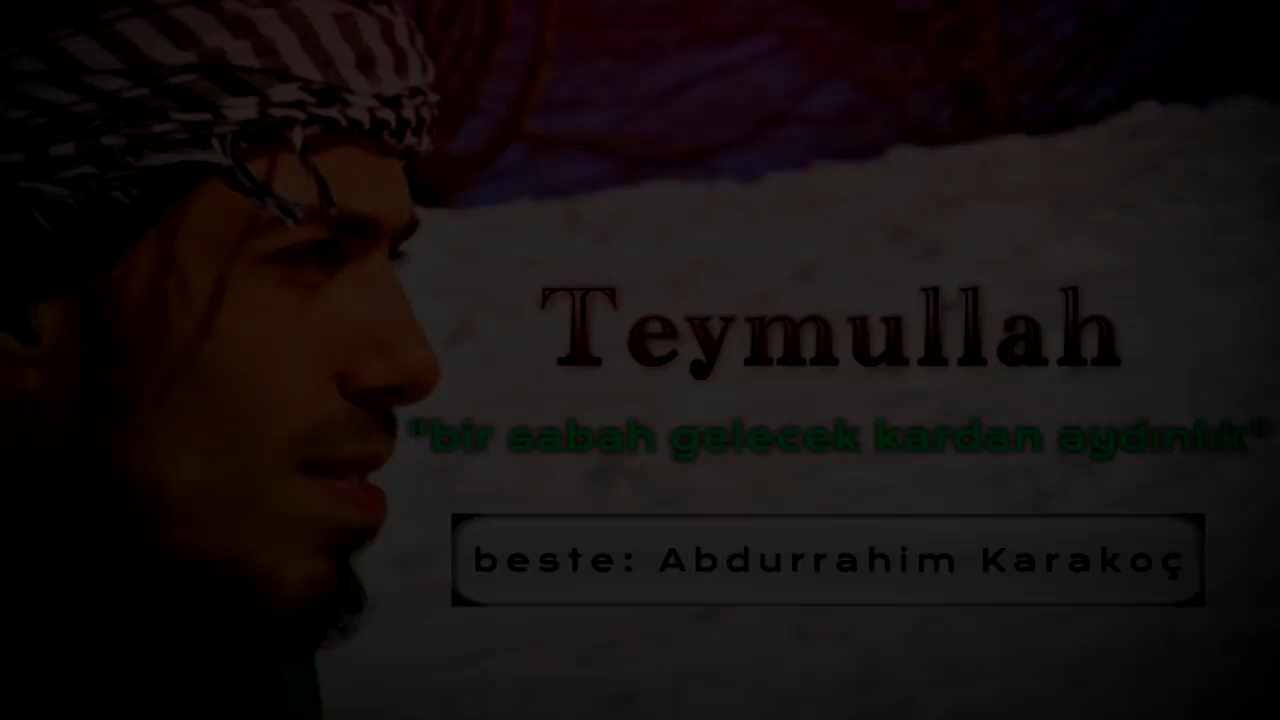 Teymullah
"bir sabah gelecek kardan aydınlık"
beste: Abdurrahim Karakoç